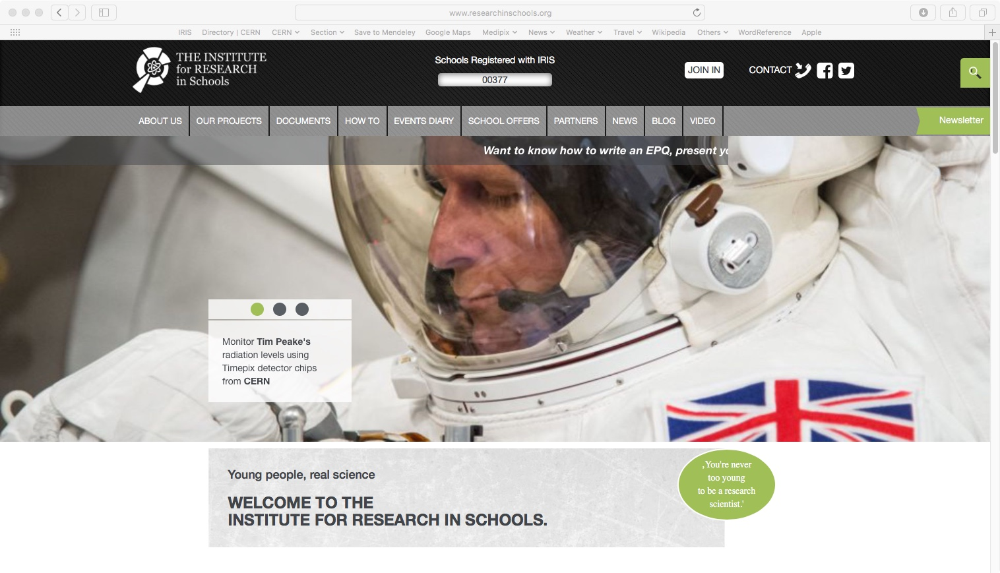 www.researchinschools.org
IRIS Directory | CERN CERN Section Save to Mendeley Google Maps Medipix News Weather Travel Wikipedia Others WordReference Apple
THE INSTITUTE
for RESEARCH
in Schools
Schools Registered with IRIS
00377
JOIN IN
CONTACT
ABOUT US OUR PROJECTS DOCUMENTS HOW TO EVENTS DIARY SCHOOL OFFERS PARTNERS NEWS BLOG VIDEO
Newsletter
Want to know how to write an EPQ, present yo
Monitor Tim Peake's
radiation levels using
Timepix detector chips
from CERN
Young people, real science
WELCOME TO THE
INSTITUTE FOR RESEARCH IN SCHOOLS.
,You're never
too young
to be a research
scientist.'